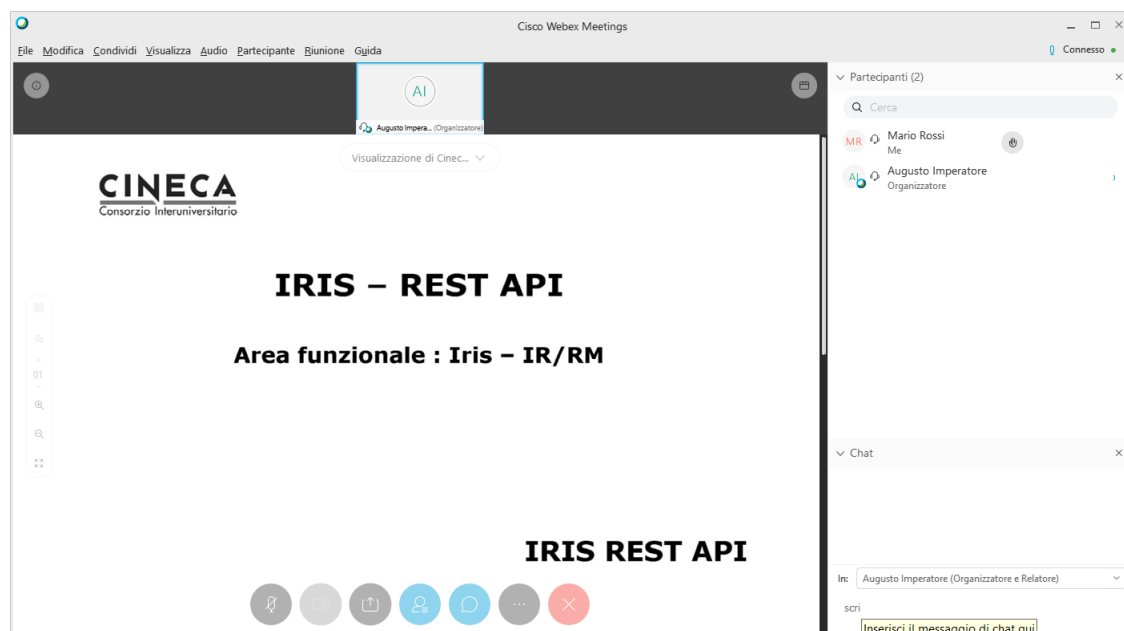 Cisco Webex Meetings
File Modifica Condividi Visualizza Audio Partecipante Riunione Guida
Connesso
AI
Augusto Impera... (Organizzatore)
Visualizzazione di Cinec...
CINECA
Consorzio Interuniversitario
IRIS – REST API
Area funzionale : Iris – IR/RM
01
IRIS REST API
Partecipanti (2)
Cerca
MR Mario Rossi
Me
AI Augusto Imperatore
Organizzatore
Chat
In: Augusto Imperatore (Organizzatore e Relatore)
scri
Inserisci il messaggio di chat qui